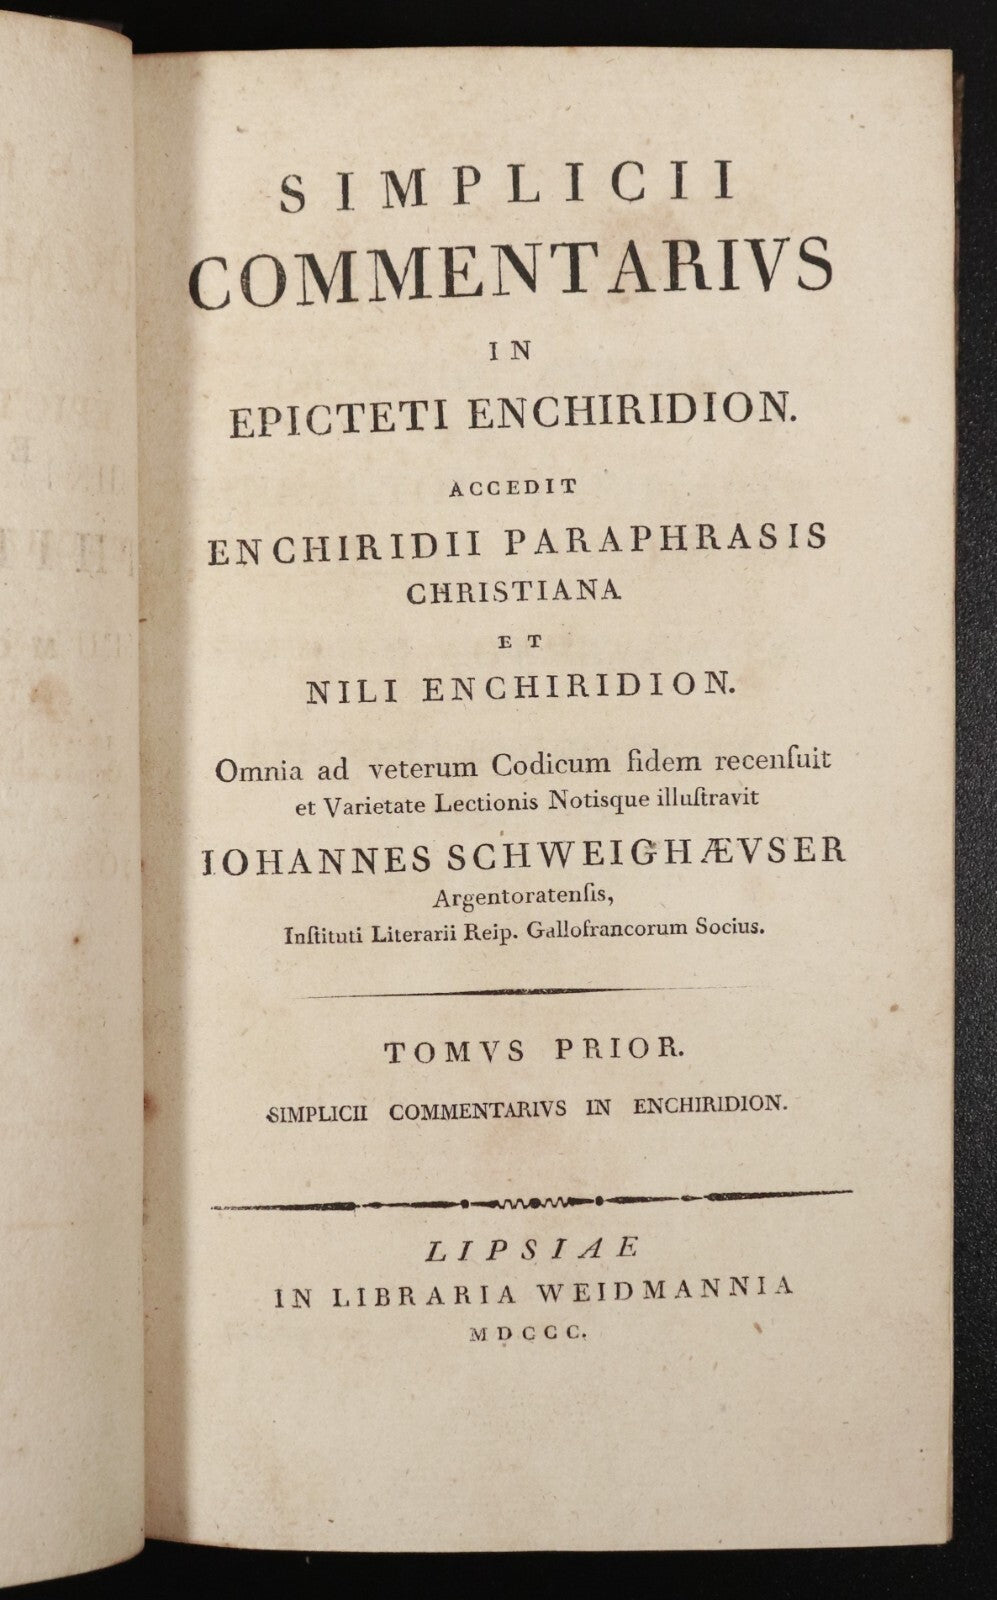 SIMPLICII
COMMENTARIVS
IN
EPICTETI ENCHIRIDION.
ACCEDIT
ENCHIRIDII PARAPHRASIS
CHRISTIANA
ET
NILI ENCHIRIDION.
Omnia ad veterum Codicum fidem recenſuit
et Varietate Lectionis Notisque illuſtravit
IOHANNES SCHWEIGHÆVSER
Argentoratenſis,
Inſtituti Literarii Reip. Gallofrancorum Socius.
TOMVS PRIOR.
SIMPLICII COMMENTARIVS IN ENCHIRIDION.
LIPSIAE
IN LIBRARIA WEIDMANNIA
MDCCC.